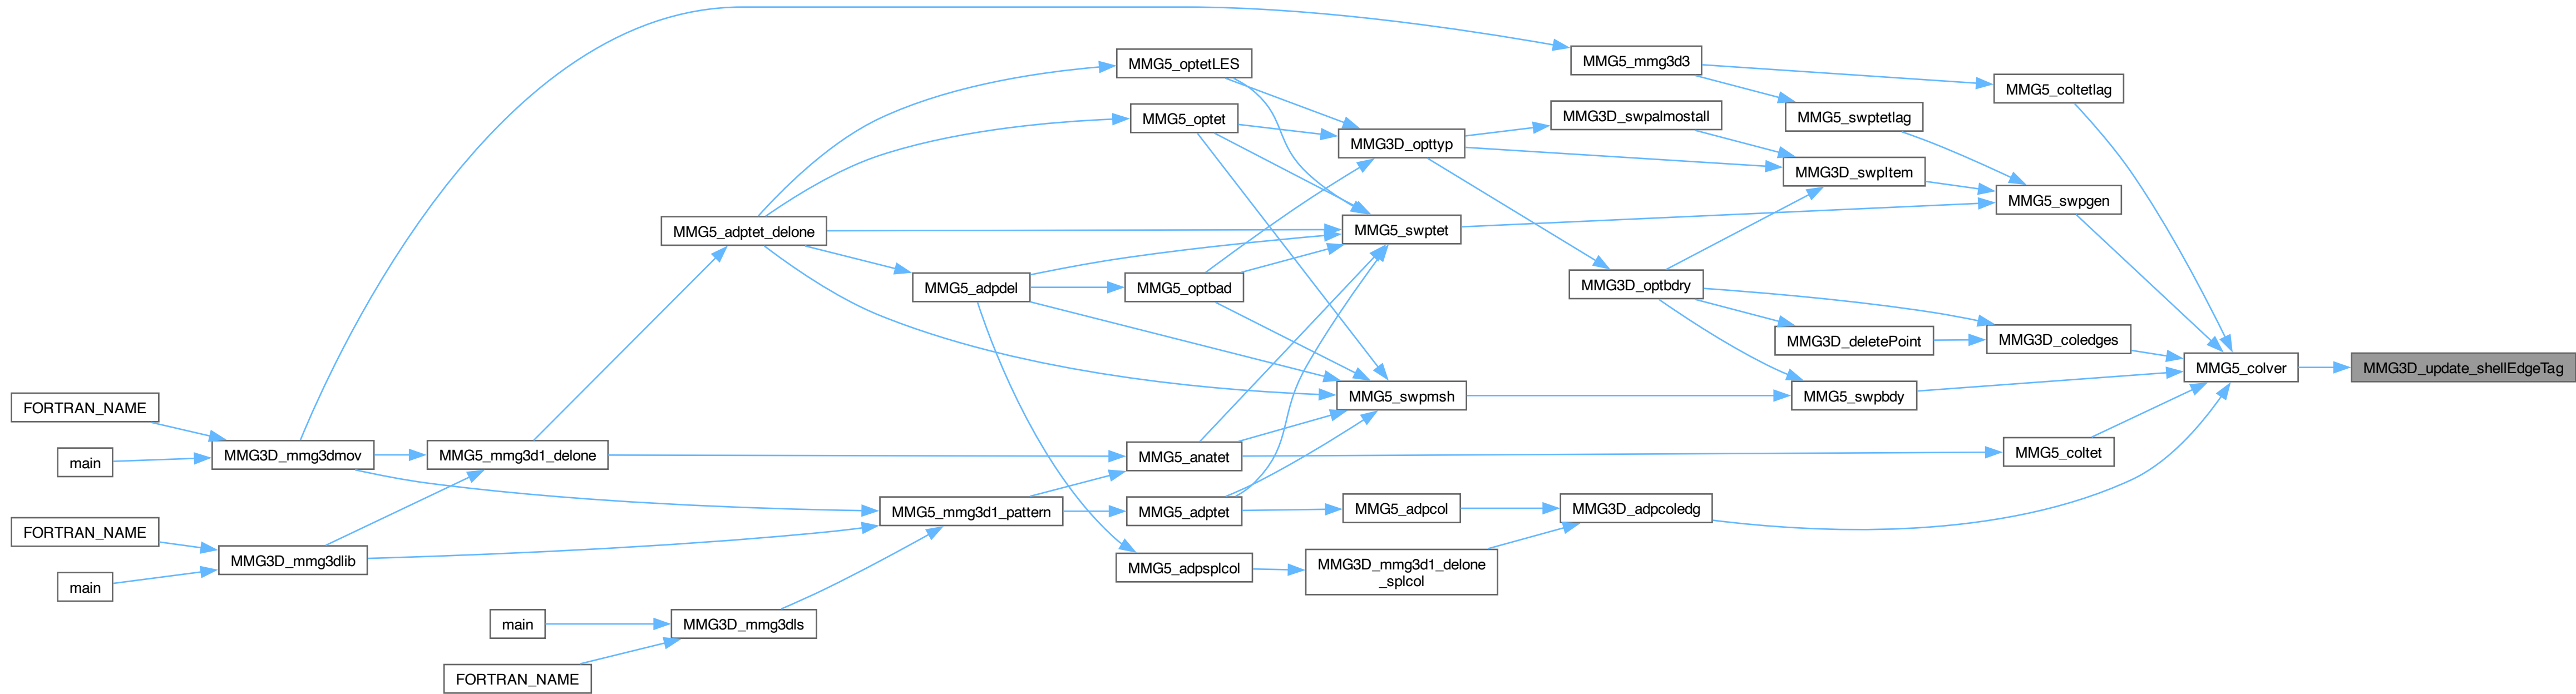 MMG5_mmg3d3
MMG5_optetLES
MMG5_coltetlag
MMG3D_swpalmostall
MMG5_swptetlag
MMG5_optet
MMG3D_opttyp
MMG3D_swpItem
MMG5_swpgen
MMG5_swptet
MMG5_adptet_delone
MMG3D_optbdry
MMG5_adpdel
MMG5_optbad
MMG3D_coledges
MMG3D_deletePoint
MMG5_colver
MMG3D_update_shellEdgeTag
MMG5_swpmsh
MMG5_swpbdy
FORTRAN_NAME
MMG5_coltet
MMG3D_mmg3dmov
MMG5_mmg3d1_delone
MMG5_anatet
main
MMG5_adpcol
MMG3D_adpcoledg
MMG5_mmg3d1_pattern
MMG5_adptet
FORTRAN_NAME
MMG3D_mmg3dlib
MMG5_adpsplcol
MMG3D_mmg3d1_delone
_splcol
main
main
MMG3D_mmg3dls
FORTRAN_NAME